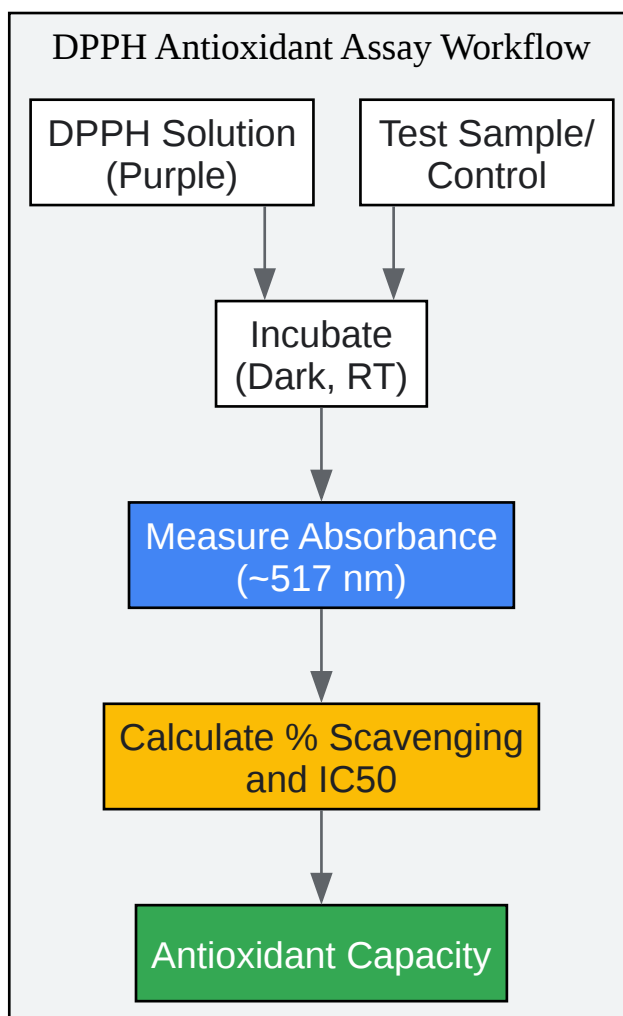 DPPH Antioxidant Assay Workflow
DPPH Solution
(Purple)
Test Sample/
Control
Incubate
(Dark, RT)
Measure Absorbance
(~517 nm)
Calculate % Scavenging
and IC50
Antioxidant Capacity